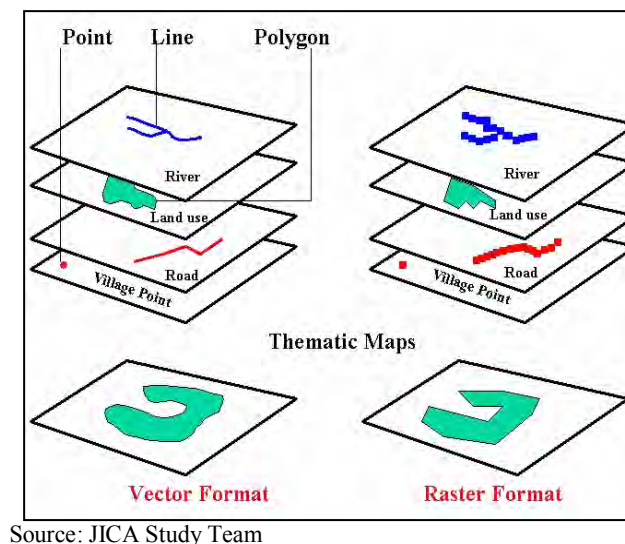 Point Line Polygon
River River
Land use Land use
Road Road
Village Point Village Point
Thematic Maps
Vector Format Raster Format
Source: JICA Study Team